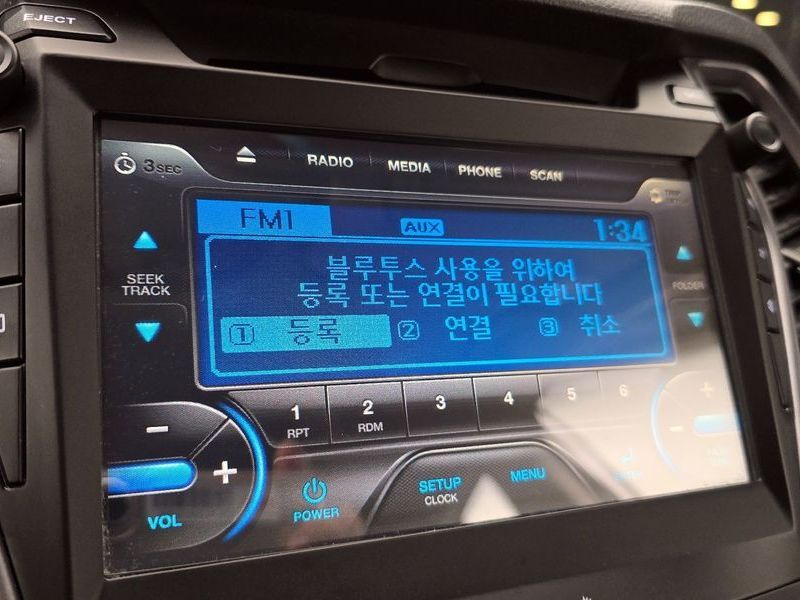 EJECT
3 SEC
RADIO
MEDIA
PHONE
SCAN
FM1
AUX
1:34
블루투스 사용을 위하여
등록 또는 연결이 필요합니다
1 등록 2 연결 3 취소
SEEK
TRACK
FOLDER
1
RPT
2
RDM
3
4
5
6
VOL
POWER
SETUP
CLOCK
MENU